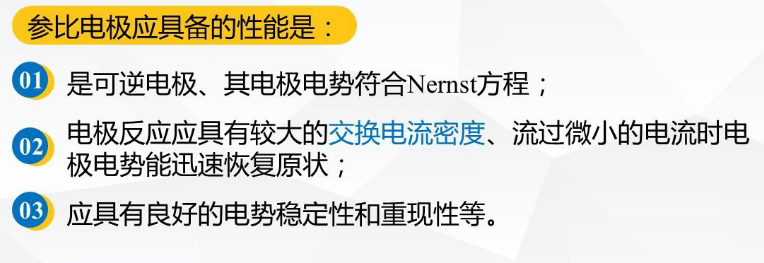 参比电极应具备的性能是：
01 是可逆电极、其电极电势符合Nernst方程；
02 电极反应应具有较大的交换电流密度、流过微小的电流时电
极电势能迅速恢复原状；
03 应具有良好的电势稳定性和重现性等。